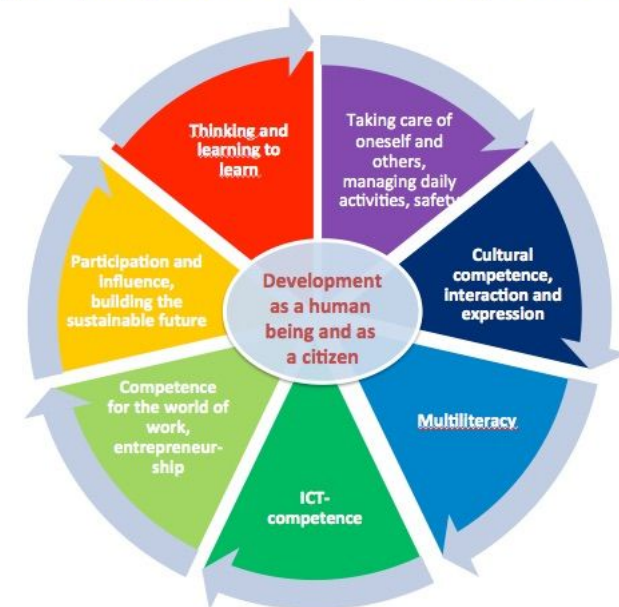 Thinking and
learning to
learn
Taking care of
oneself and
others,
managing daily
activities, safety
Cultural
competence,
interaction and
expression
Multiliteracy
ICT-
competence
Competence
for the world of
work,
entrepreneur-
ship
Participation and
influence,
building the
sustainable future
Development
as a human
being and as
a citizen